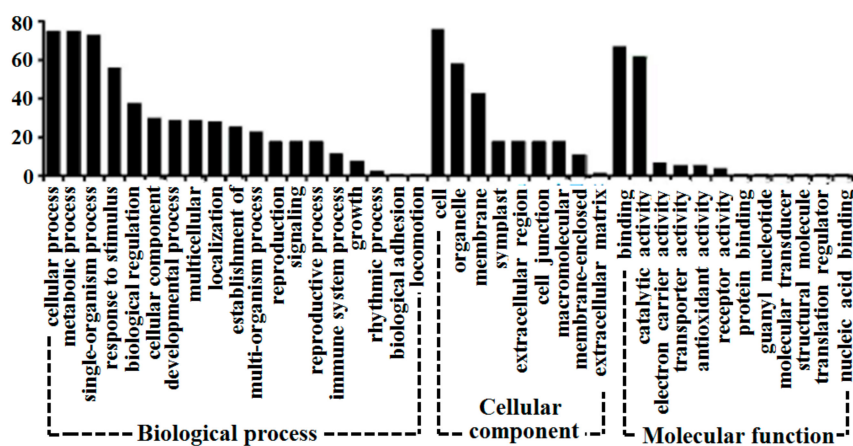 80
60
40
20
0
cellular process
metabolic process
single-organism process
response to stimulus
biological regulation
cellular component
developmental process
multicellular
localization
establishment of
multi-organism process
reproduction
signaling
reproductive process
immune system process
growth
rhythmic process
biological adhesion
locomotion
cell
organelle
membrane
symplast
extracellular region
cell junction
macromolecular
membrane-enclosed
extracellular matrix
binding
catalytic activity
electron carrier activity
transporter activity
antioxidant activity
receptor activity
protein binding
guanyl nucleotide
molecular transducer
structural molecule
translation regulator
nucleic acid binding
Biological process
Cellular
component
Molecular function